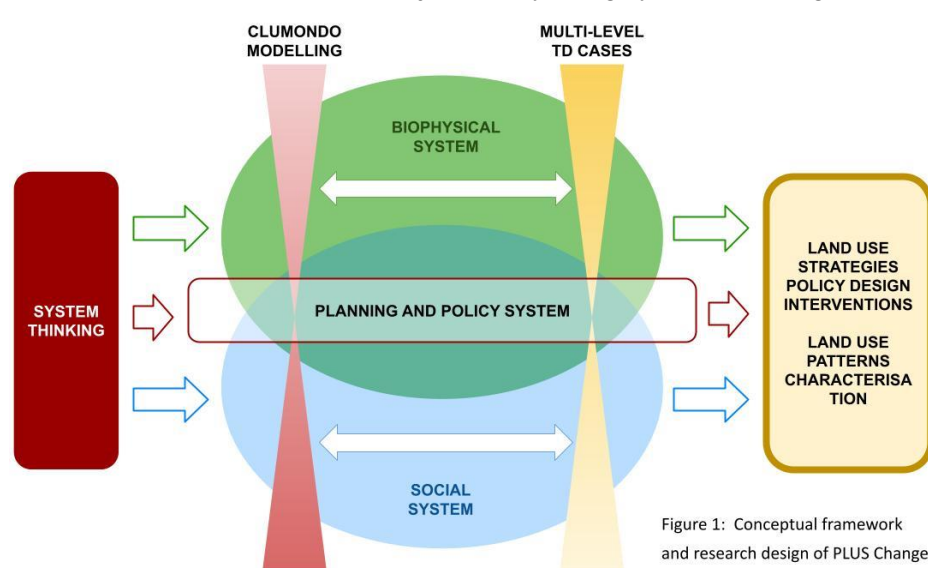 CLUMONDO
MODELLING
MULTI-LEVEL
TD CASES
BIOPHYSICAL
SYSTEM
SYSTEM
THINKING
PLANNING AND POLICY SYSTEM
LAND USE
STRATEGIES
POLICY DESIGN
INTERVENTIONS
LAND USE
PATTERNS
CHARACTERISA
TION
SOCIAL
SYSTEM
Figure 1: Conceptual framework
and research design of PLUS Change